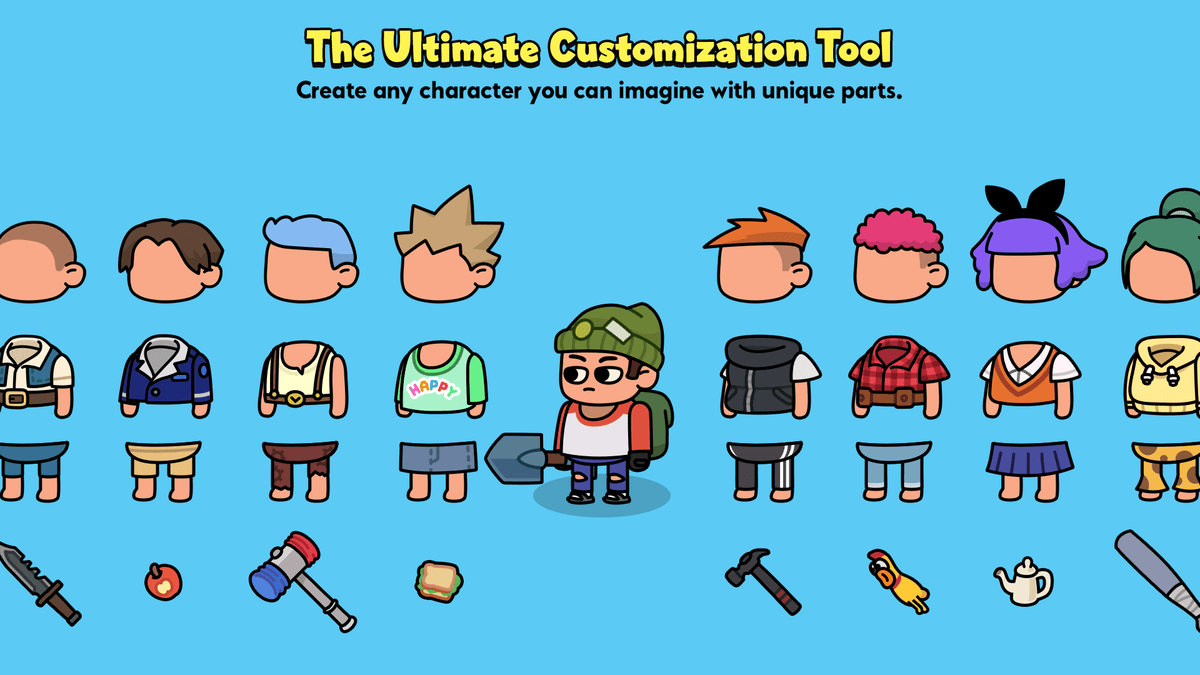 The Ultimate Customization Tool
Create any character you can imagine with unique parts.
HAPPY